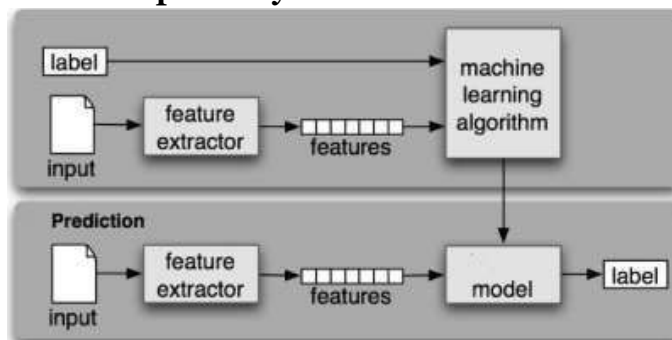 label
machine
learning
algorithm
feature
extractor
features
input
Prediction
feature
extractor
features
input
model
label